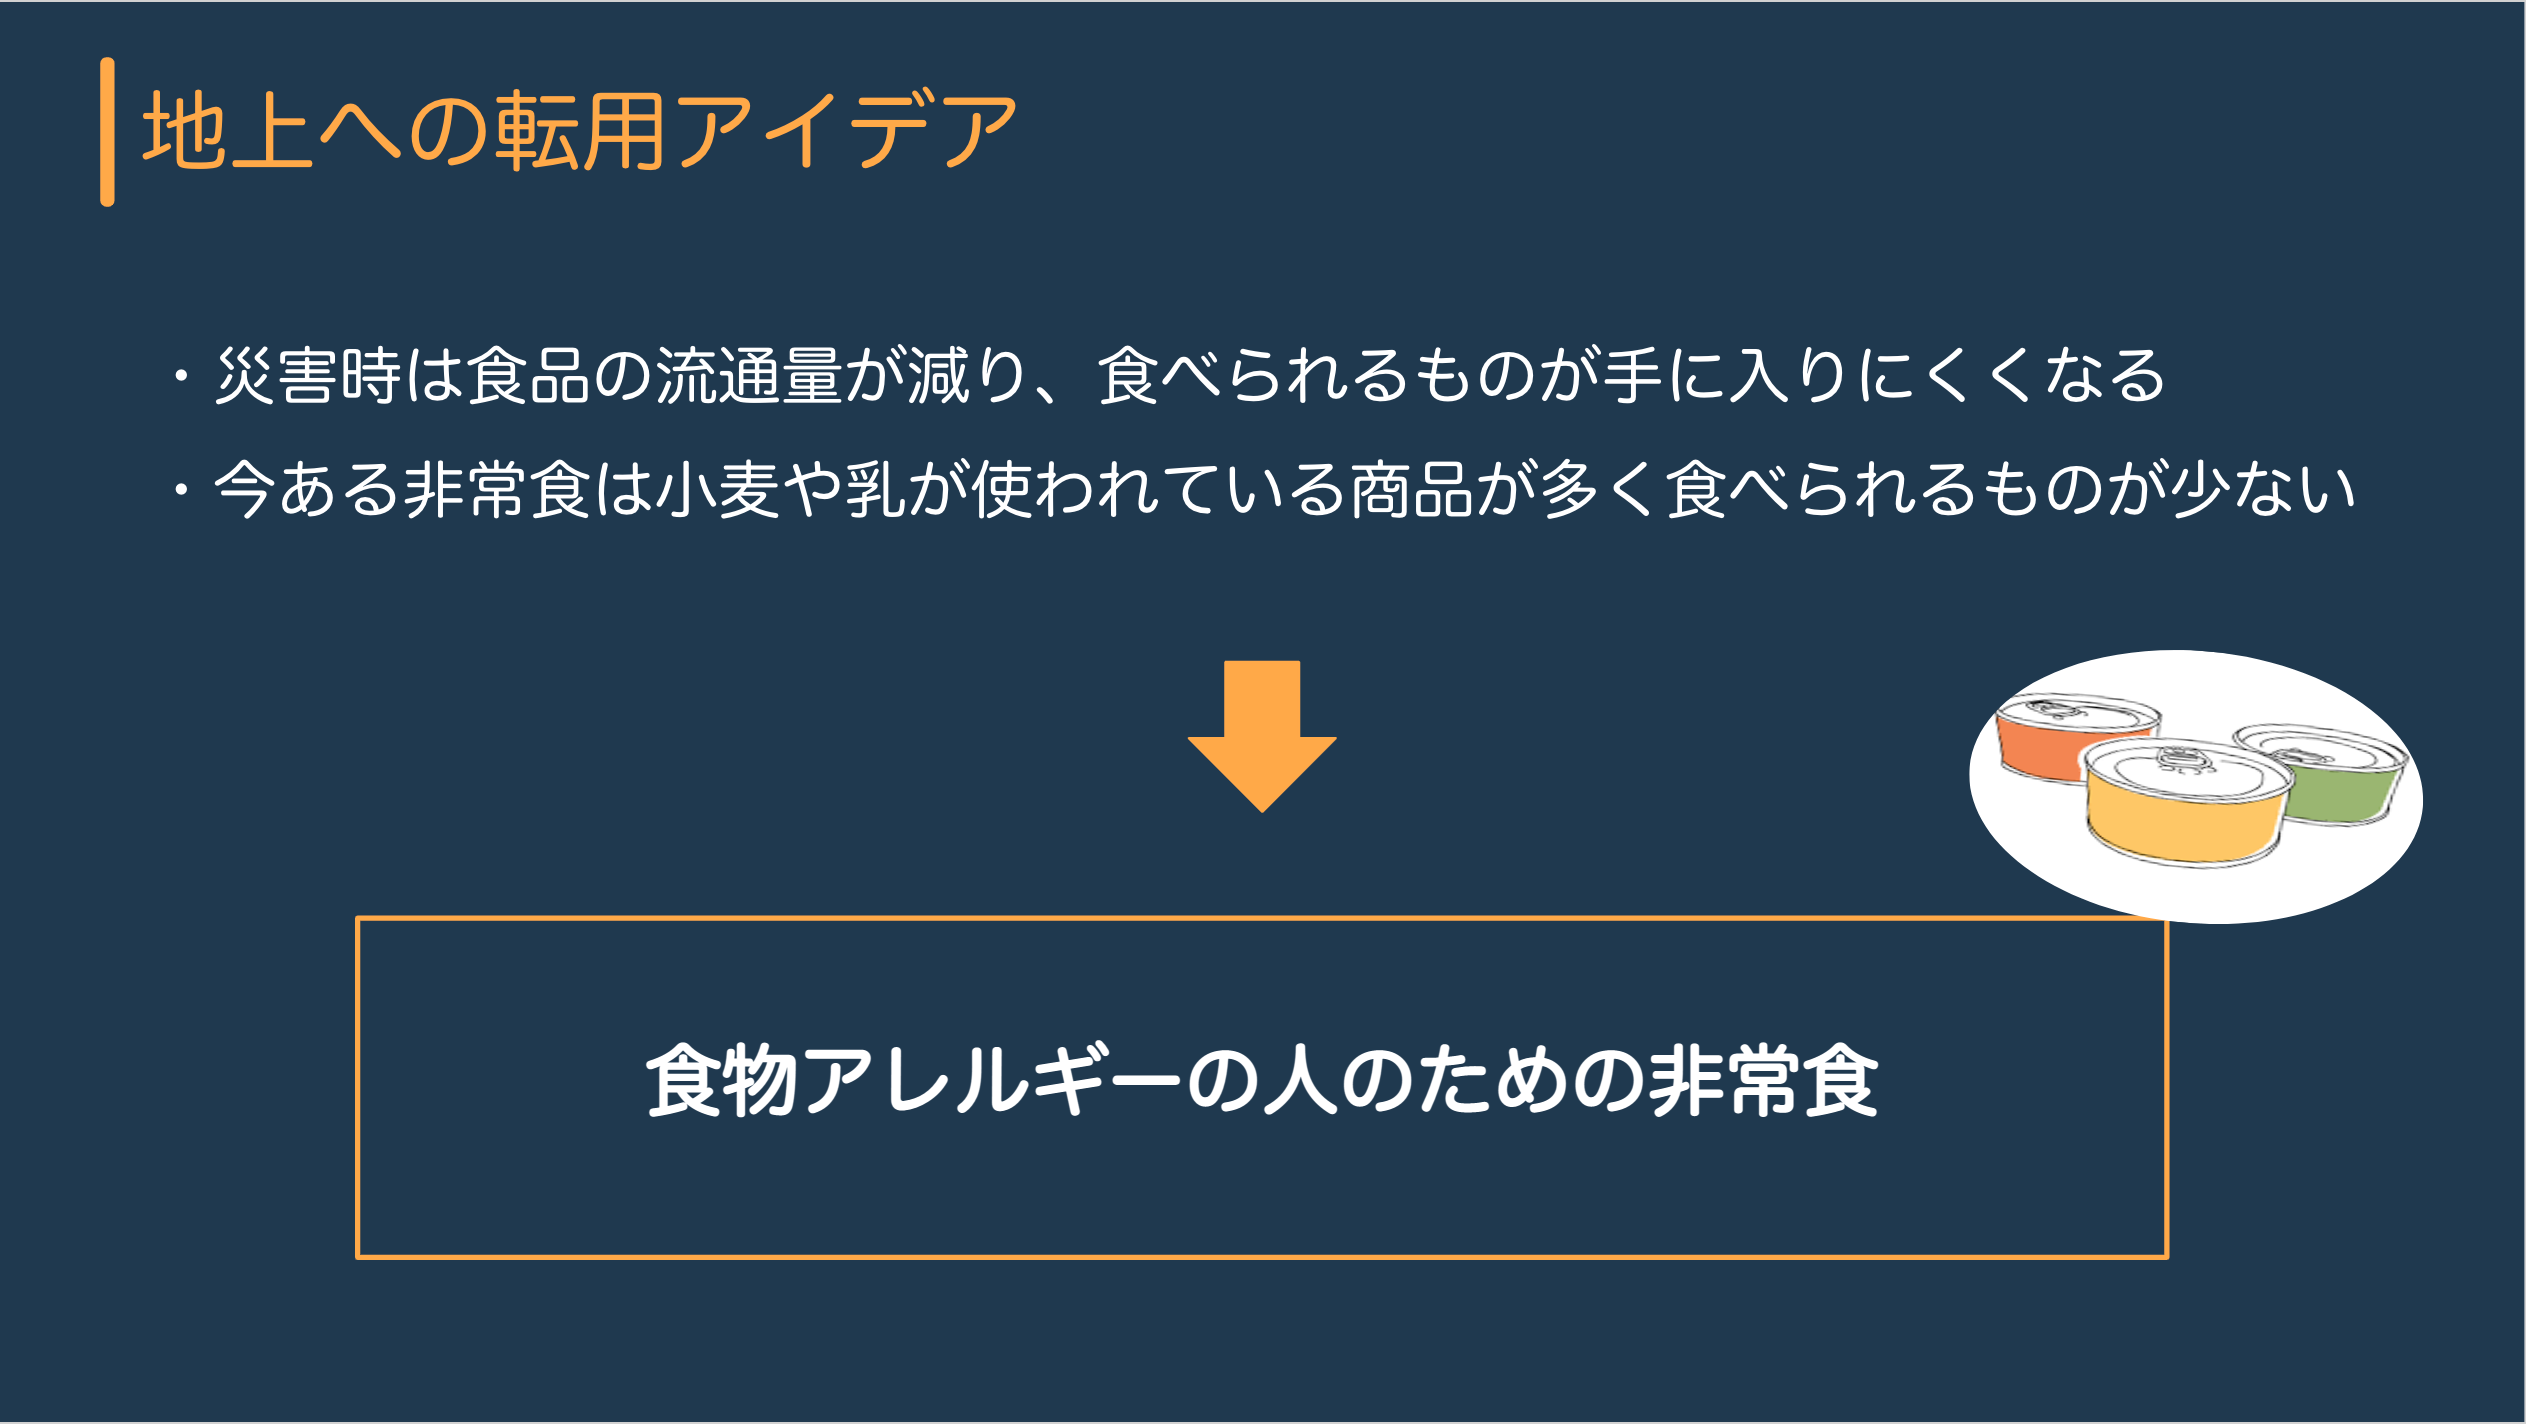 地上への転用アイデア
・災害時は食品の流通量が減り、食べられるものが手に入りにくくなる
・今ある非常食は小麦や乳が使われている商品が多く食べられるものが少ない
食物アレルギーの人のための非常食